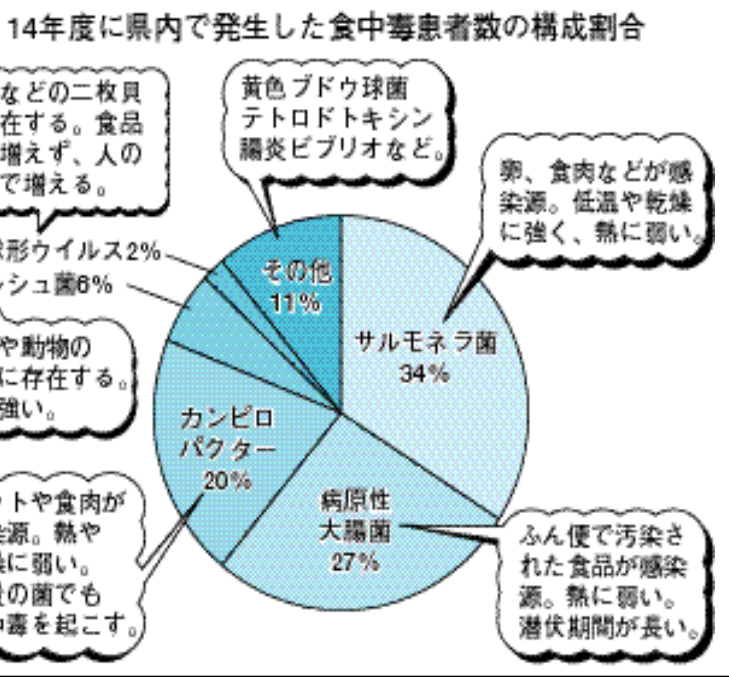 14年度に県内で発生した食中毒患者数の構成割合
などの二枚貝
在する。食品
増えず、人の
で増える。
黄色ブドウ球菌
テトロドトキシン
腸炎ビブリオなど。
卵、食肉などが感
染源。低温や乾燥
に強く、熱に弱い。
球形ウイルス2%
シュ菌6%
その他
11%
サルモネラ菌
34%
や動物の
に存在する。
強い。
カンピロ
バクター
20%
病原性
大腸菌
27%
ットや食肉が
染源。熱や
に弱い。
の菌でも
中毒を起こす。
ふん便で汚染さ
れた食品が感染
源。熱に弱い。
潜伏期間が長い。